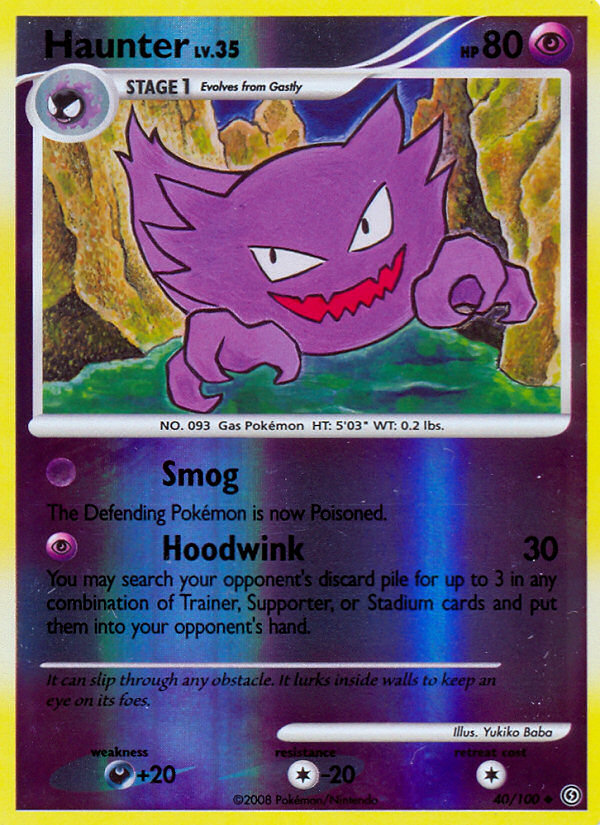 Haunter LV.35 HP 80
STAGE 1 Evolves from Gastly
NO. 093 Gas Pokémon HT: 5'03" WT: 0.2 lbs.
Smog
The Defending Pokémon is now Poisoned.
Hoodwink 30
You may search your opponent's discard pile for up to 3 in any
combination of Trainer, Supporter, or Stadium cards and put
them into your opponent's hand.
It can slip through any obstacle. It lurks inside walls to keep an
eye on its foes.
Illus. Yukiko Baba
weakness resistance retreat cost
+20 -20
©2008 Pokémon/Nintendo 40/100